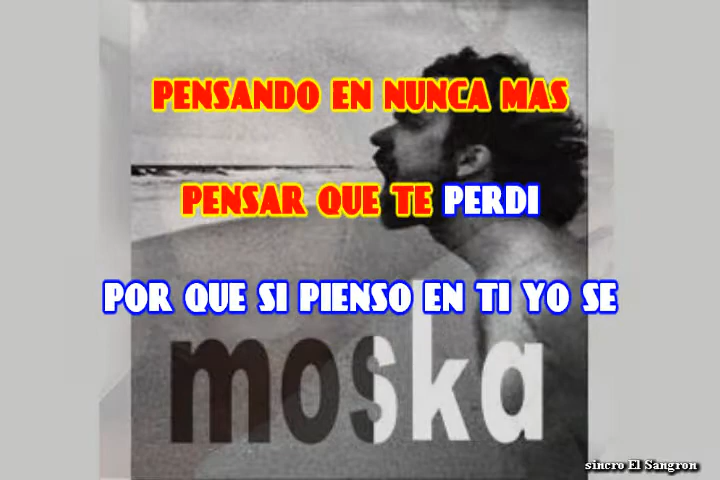 PENSANDO EN NUNCA MAS
PENSAR QUE TE PERDI
POR QUE SI PIENSO EN TI YO SE
moska
sincro El Sangron